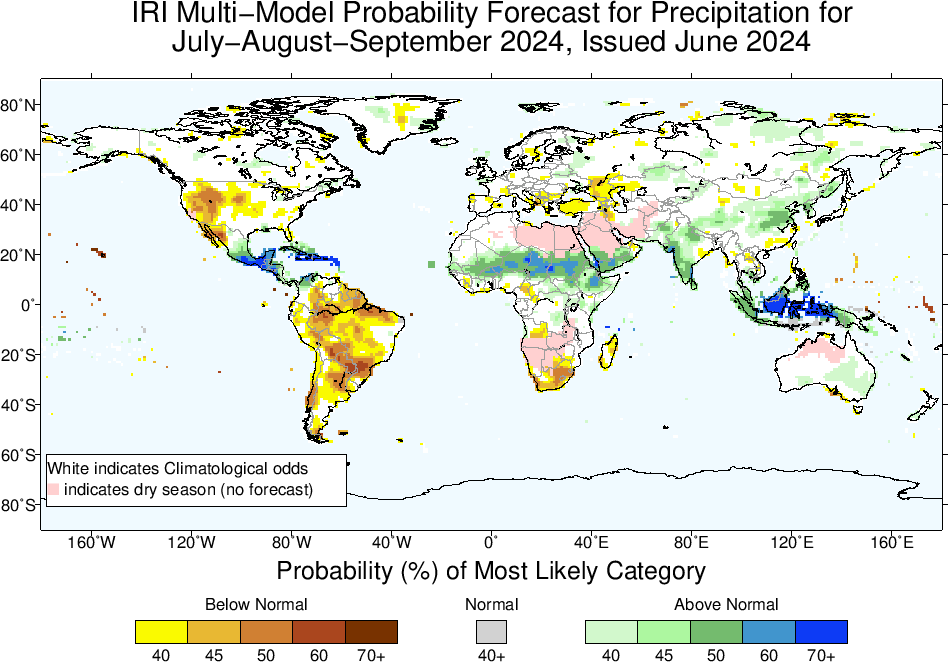 IRI Multi−Model Probability Forecast for Precipitation for
July−August−September 2024, Issued June 2024
80˚N
60˚N
40˚N
20˚N
0˚
20˚S
40˚S
60˚S
80˚S
White indicates Climatological odds
indicates dry season (no forecast)
160˚W 120˚W 80˚W 40˚W 0˚ 40˚E 80˚E 120˚E 160˚E
Probability (%) of Most Likely Category
Below Normal Normal Above Normal
40 45 50 60 70+ 40+ 40 45 50 60 70+